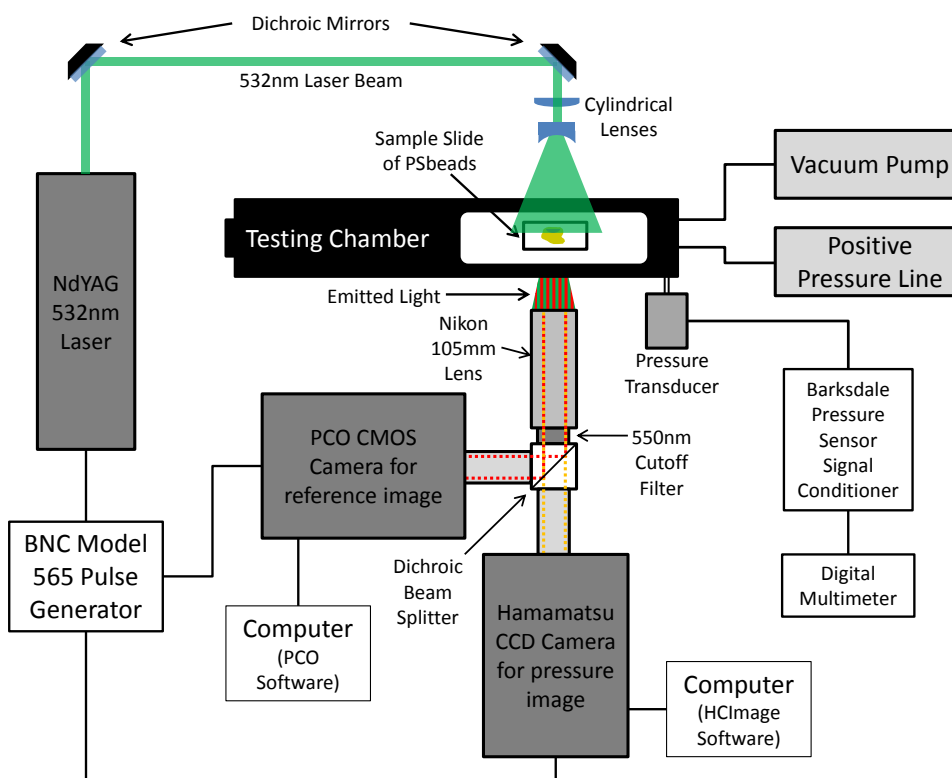 Dichroic Mirrors
532nm Laser Beam
Cylindrical
Lenses
Sample Slide
of PSbeads
Vacuum Pump
Testing Chamber
Positive
Pressure Line
NdYAG
532nm
Laser
Emitted Light
Nikon
105mm
Lens
Pressure
Transducer
Barksdale
Pressure
Sensor
Signal
Conditioner
PCO CMOS
Camera for
reference image
550nm
Cutoff
Filter
BNC Model
565 Pulse
Generator
Dichroic
Beam
Splitter
Digital
Multimeter
Computer
(PCO
Software)
Hamamatsu
CCD Camera
for pressure
image
Computer
(HCImage
Software)